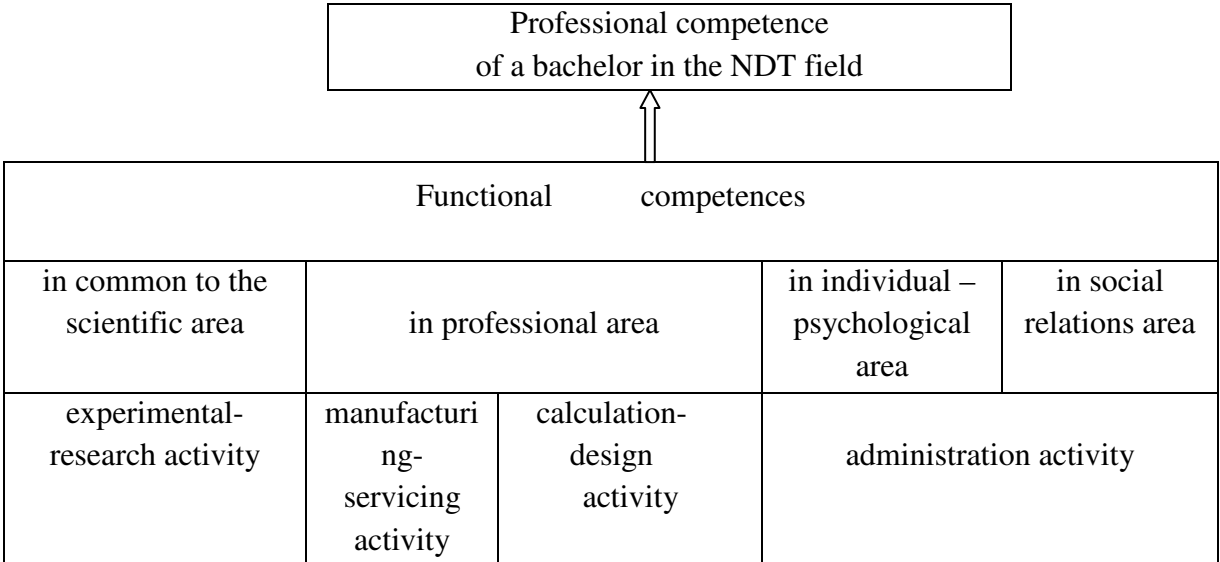 Professional competence
of a bachelor in the NDT field
Functional competences
in common to the
scientific area
in professional area
in individual –
psychological
area
in social
relations area
experimental-
research activity
manufacturi
ng-
servicing
activity
calculation-
design
activity
administration activity